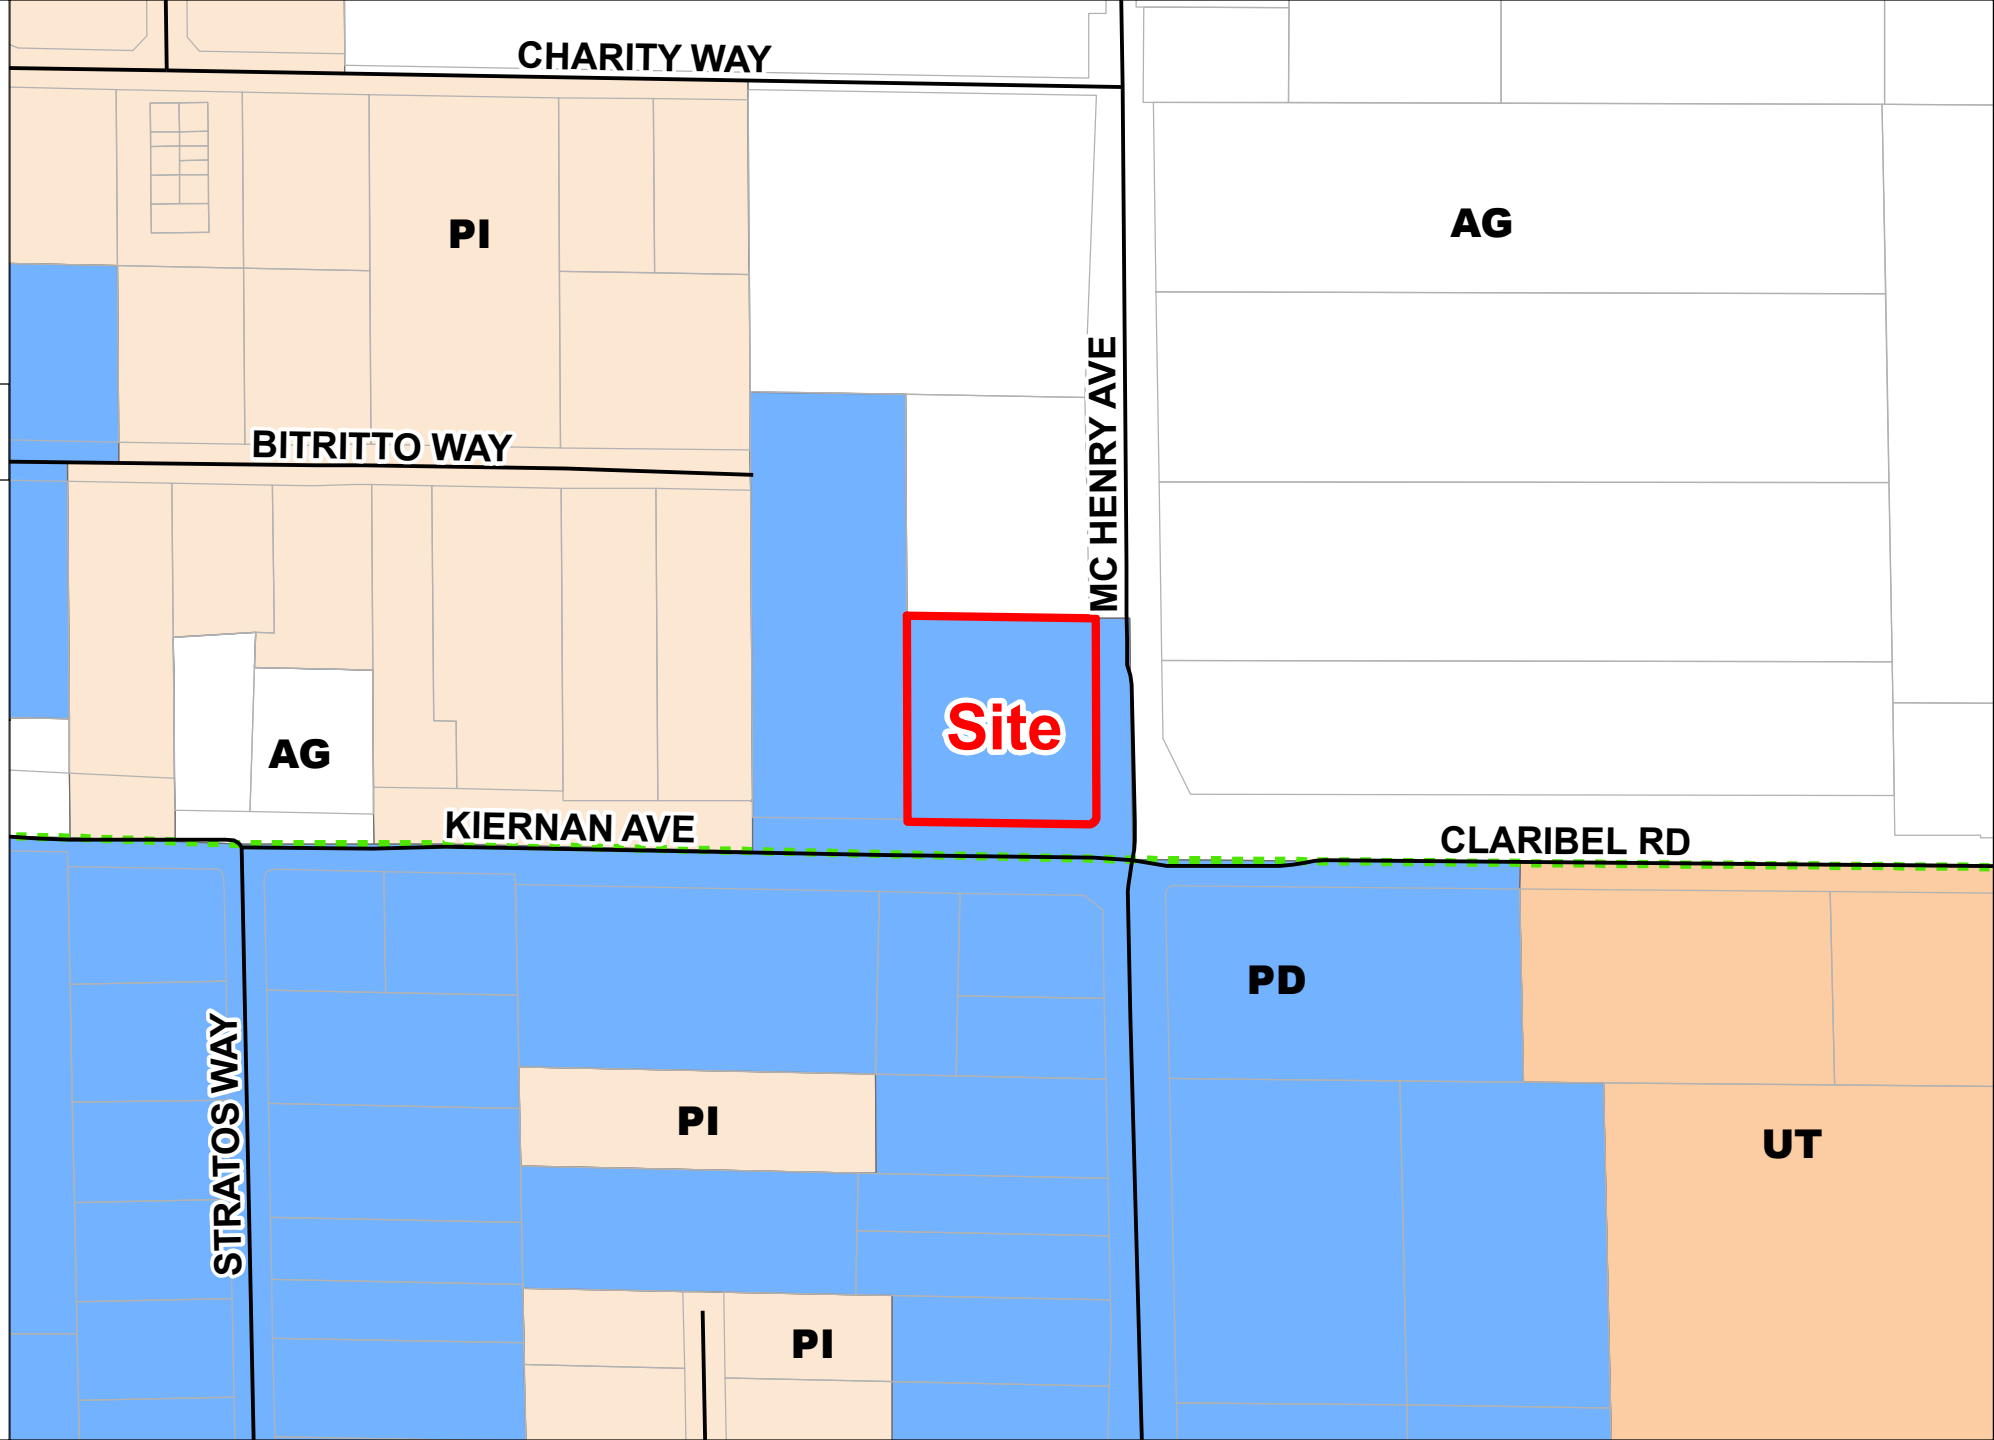 CHARITY WAY
PI
AG
MC HENRY AVE
BITRITTO WAY
Site
AG
KIERNAN AVE
CLARIBEL RD
PD
STRATOS WAY
PI
UT
PI